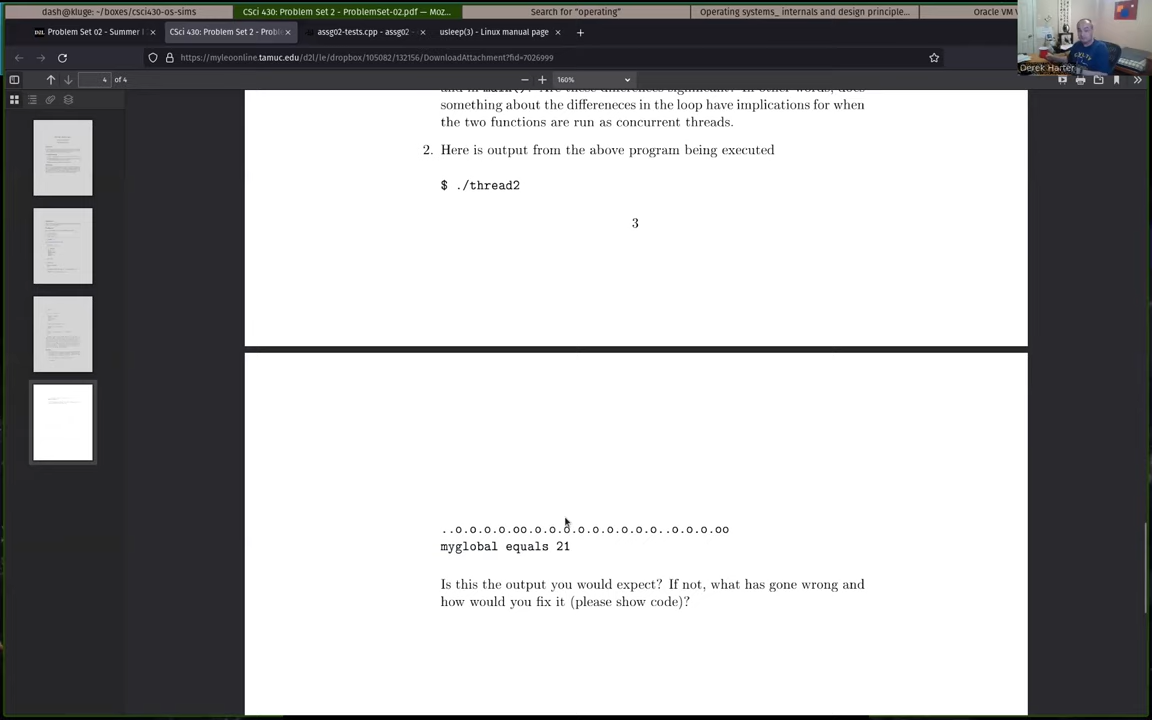 dash@kluge: ~/boxes/csci430-os-sims
CSci 430: Problem Set 2 - ProblemSet-02.pdf — Moz...
Search for "operating"
Operating systems_ internals and design principle...
Oracle VM V
Problem Set 02 - Summer
CSci 430: Problem Set 2 - Probl
assg02-tests.cpp - assg02 -
usleep(3) - Linux manual page
https://myleoonline.tamuc.edu/d2l/le/dropbox/105082/132156/DownloadAttachment?fid=7026999
Derek Harter
4 of 4
160%
something about the differences in the loop have implications for when
the two functions are run as concurrent threads.
2. Here is output from the above program being executed
$ ./thread2
3
..o.o.o.o.oo.o.o.o.o.o.o.o.o.o..o.o.o.oo
myglobal equals 21
Is this the output you would expect? If not, what has gone wrong and
how would you fix it (please show code)?